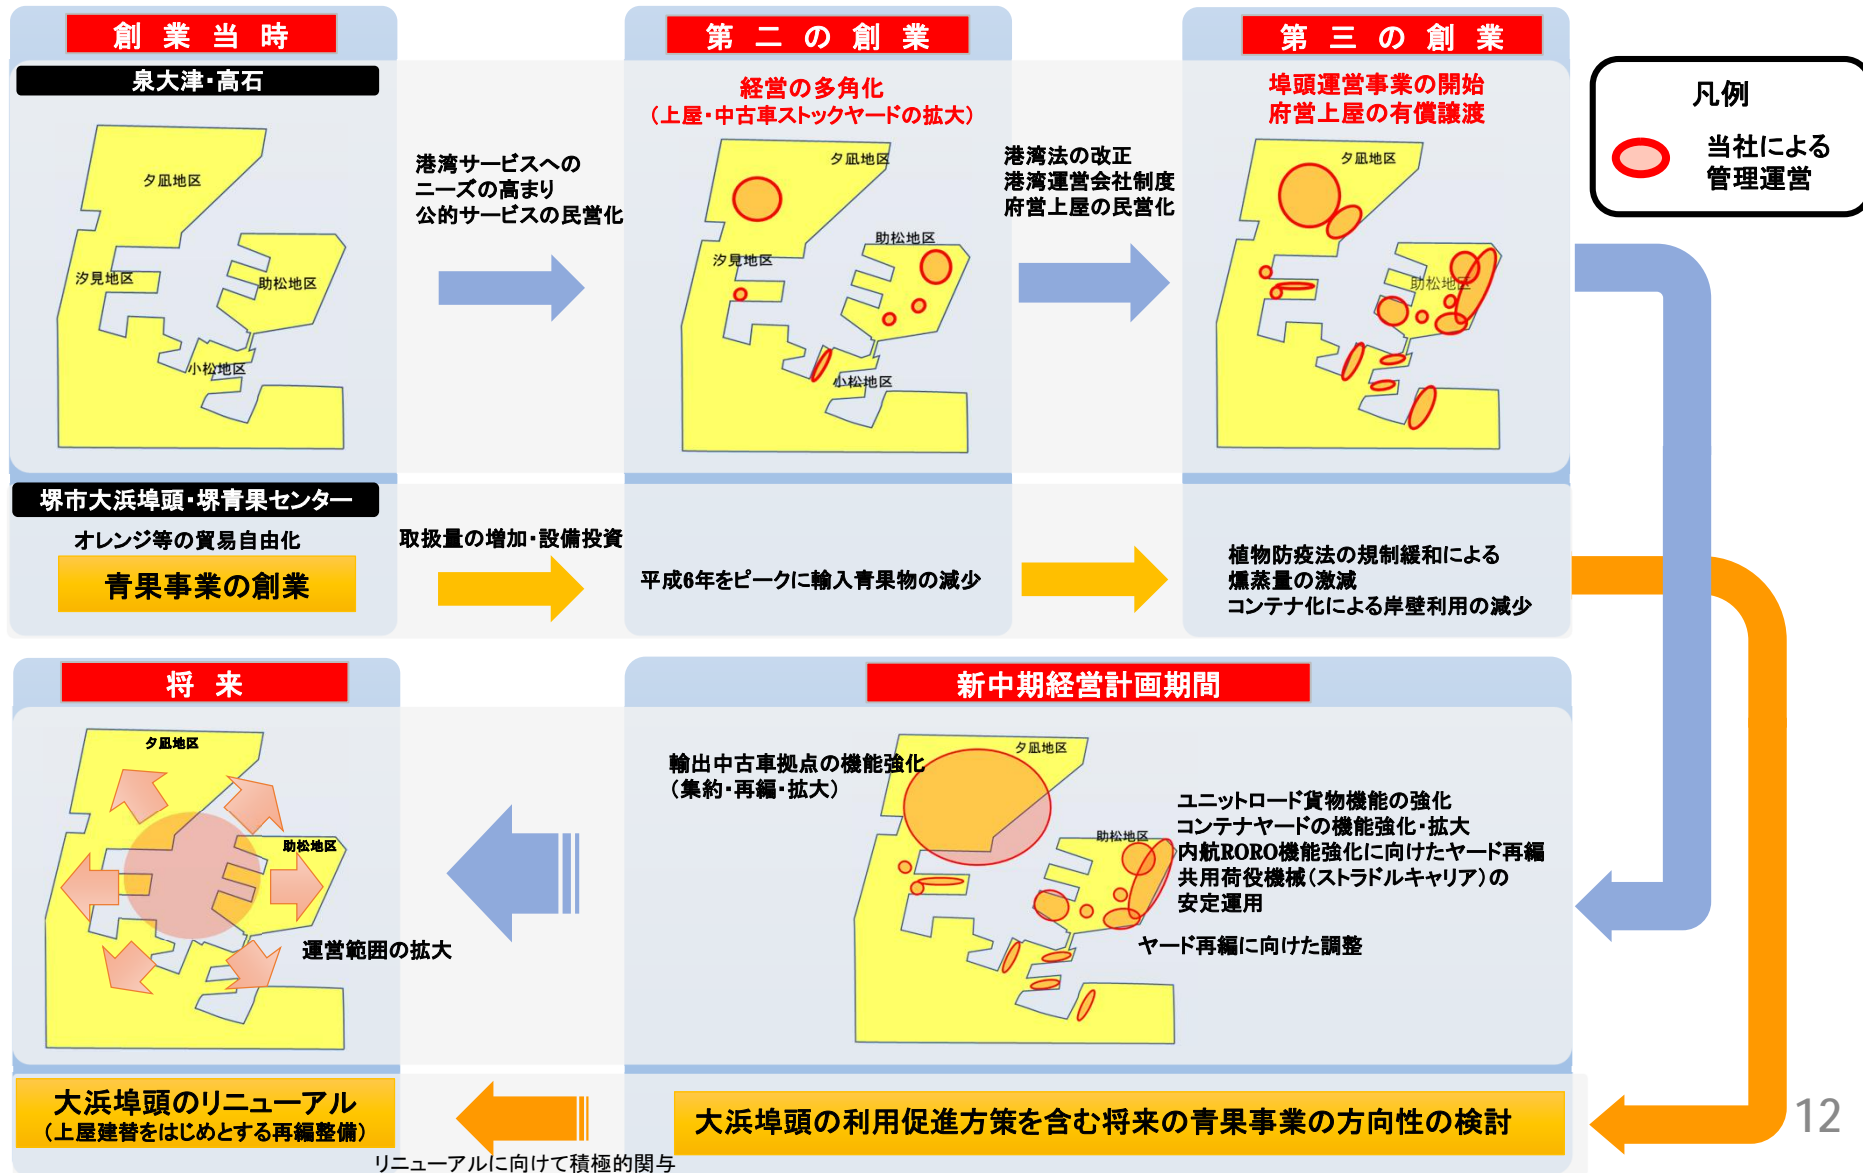 創業当時
泉大津・高石
夕凪地区
汐見地区
助松地区
小松地区
港湾サービスへの
ニーズの高まり
公的サービスの民営化
第二の創業
経営の多角化
（上屋・中古車ストックヤードの拡大）
夕凪地区
助松地区
汐見地区
小松地区
港湾法の改正
港湾運営会社制度
府営上屋の民営化
第三の創業
埠頭運営事業の開始
府営上屋の有償譲渡
夕凪地区
助松地区
凡例
当社による
管理運営
堺市大浜埠頭・堺青果センター
オレンジ等の貿易自由化
青果事業の創業
取扱量の増加・設備投資
平成6年をピークに輸入青果物の減少
植物防疫法の規制緩和による
燻蒸量の激減
コンテナ化による岸壁利用の減少
将来
夕凪地区
助松地区
運営範囲の拡大
新中期経営計画期間
輸出中古車拠点の機能強化
（集約・再編・拡大）
夕凪地区
助松地区
ユニットロード貨物機能の強化
コンテナヤードの機能強化・拡大
内航RORO機能強化に向けたヤード再編
共用荷役機械（ストラドルキャリア）の
安定運用
ヤード再編に向けた調整
大浜埠頭のリニューアル
（上屋建替をはじめとする再編整備）
リニューアルに向けて積極的関与
大浜埠頭の利用促進方策を含む将来の青果事業の方向性の検討
12